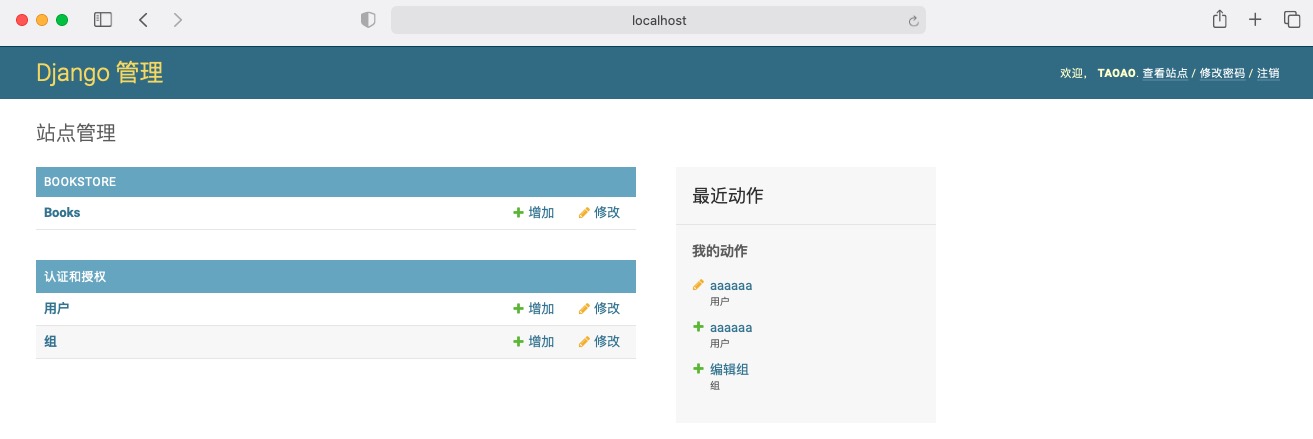 localhost
Django 管理
欢迎， TAOAO. 查看站点 / 修改密码 / 注销
站点管理
BOOKSTORE
Books 增加 修改
认证和授权
用户 增加 修改
组 增加 修改
最近动作
我的动作
aaaaaa
用户
aaaaaa
用户
编辑组
组